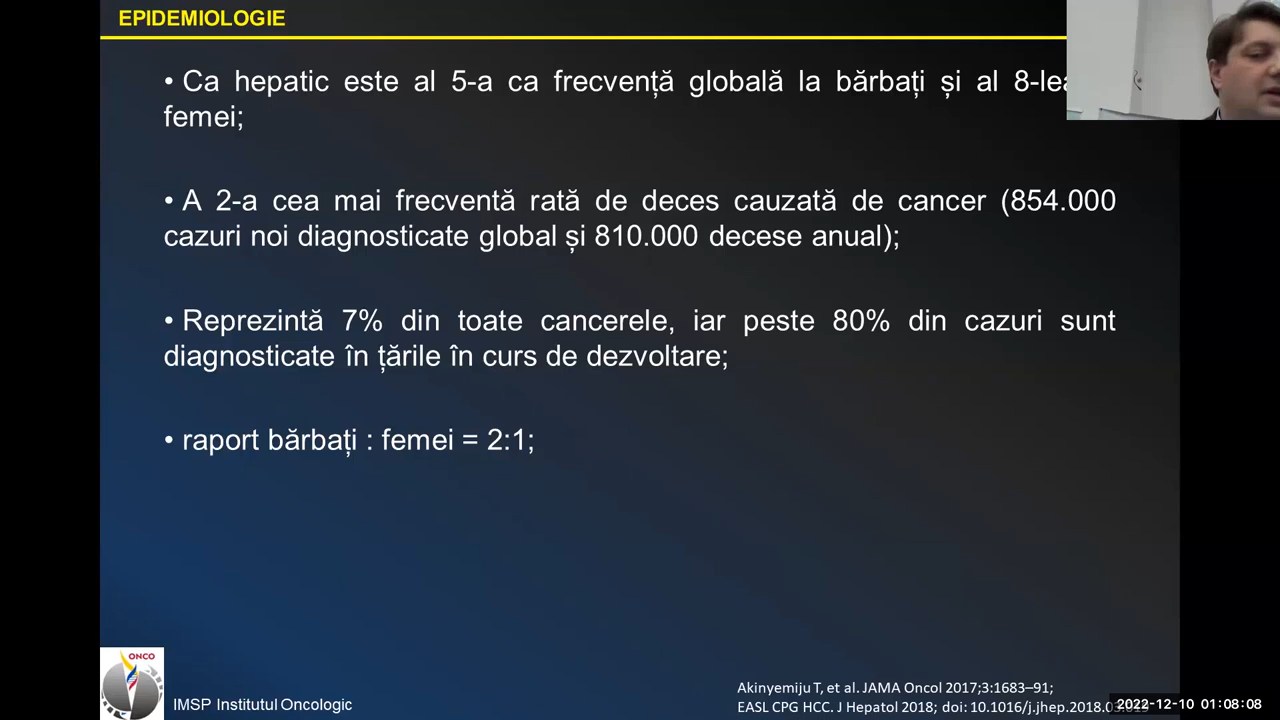 EPIDEMIOLOGIE
• Ca hepatic este al 5-a ca frecvență globală la bărbați și al 8-lea
femei;
• A 2-a cea mai frecventă rată de deces cauzată de cancer (854.000
cazuri noi diagnosticate global și 810.000 decese anual);
• Reprezintă 7% din toate cancerele, iar peste 80% din cazuri sunt
diagnosticate în țările în curs de dezvoltare;
• raport bărbați : femei = 2:1;
ONCO
IMSP Institutul Oncologic
Akinyemiju T, et al. JAMA Oncol 2017;3:1683–91;
EASL CPG HCC. J Hepatol 2018; doi: 10.1016/j.jhep.2018.
2022-12-10 01:08:08